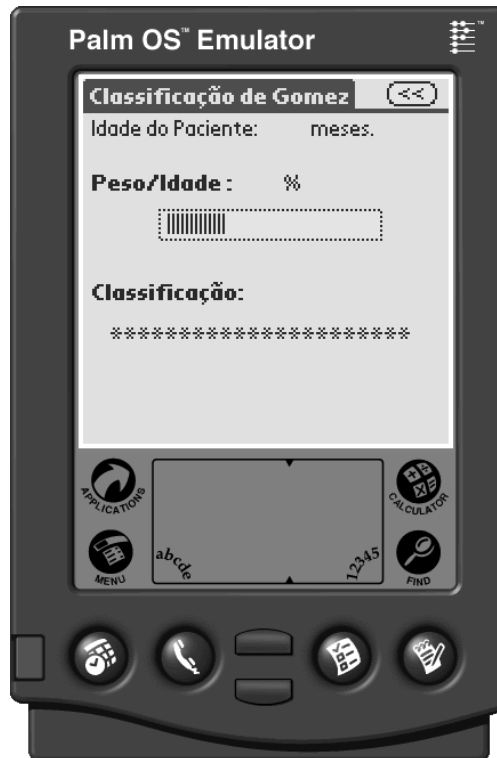 Palm OS™ Emulator
™
Classificação de Gomez (<<)
Idade do Paciente: meses.
Peso/Idade : %
Classificação:
**********************
APPLICATIONS
CALCULATOR
MENU
abcde
12345
FIND